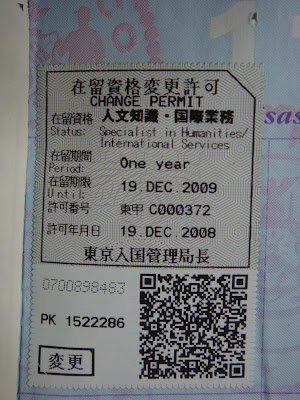 在留資格変更許可
CHANGE PERMIT
在留資格 人文知識・国際業務
Status: Specialist in Humanities/
International Services
在留期間
Period: One year
在留期限
Until: 19.DEC.2009
許可番号 東甲 C000372
許可年月日 19.DEC.2008
東京入国管理局長
0700898483
PK 1522286
変更
sas